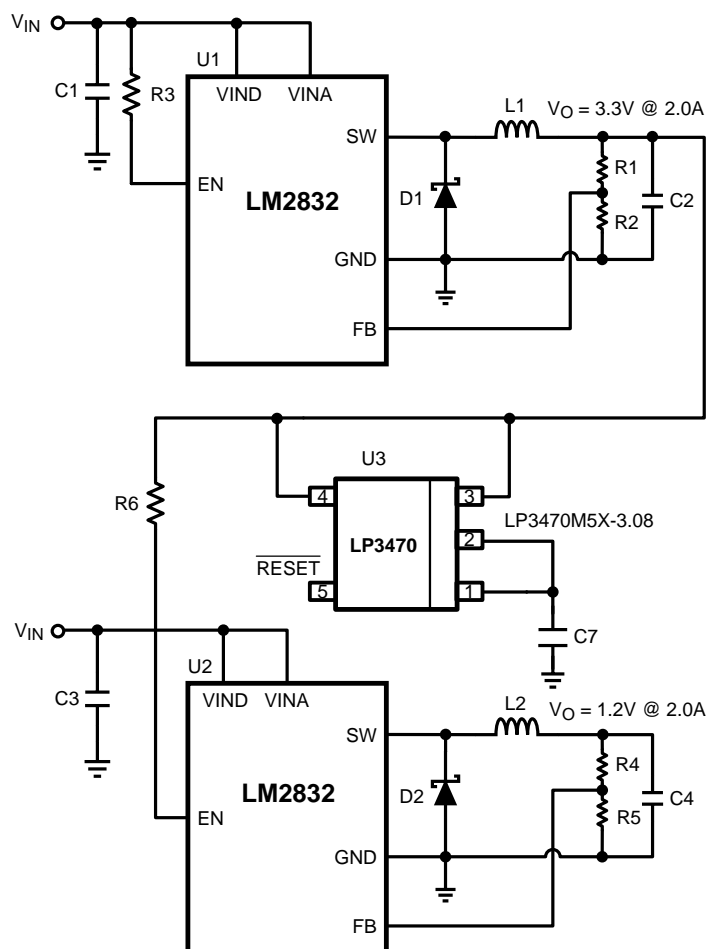 VIN
U1
C1
R3
VIND VINA
L1
VO = 3.3V @ 2.0A
SW
R1
EN
LM2832
D1
C2
R2
GND
FB
U3
4
3
R6
LP3470M5X-3.08
2
LP3470
RESET
5
1
VIN
C7
U2
C3
VIND VINA
L2
VO = 1.2V @ 2.0A
SW
R4
LM2832
D2
C4
EN
R5
GND
FB